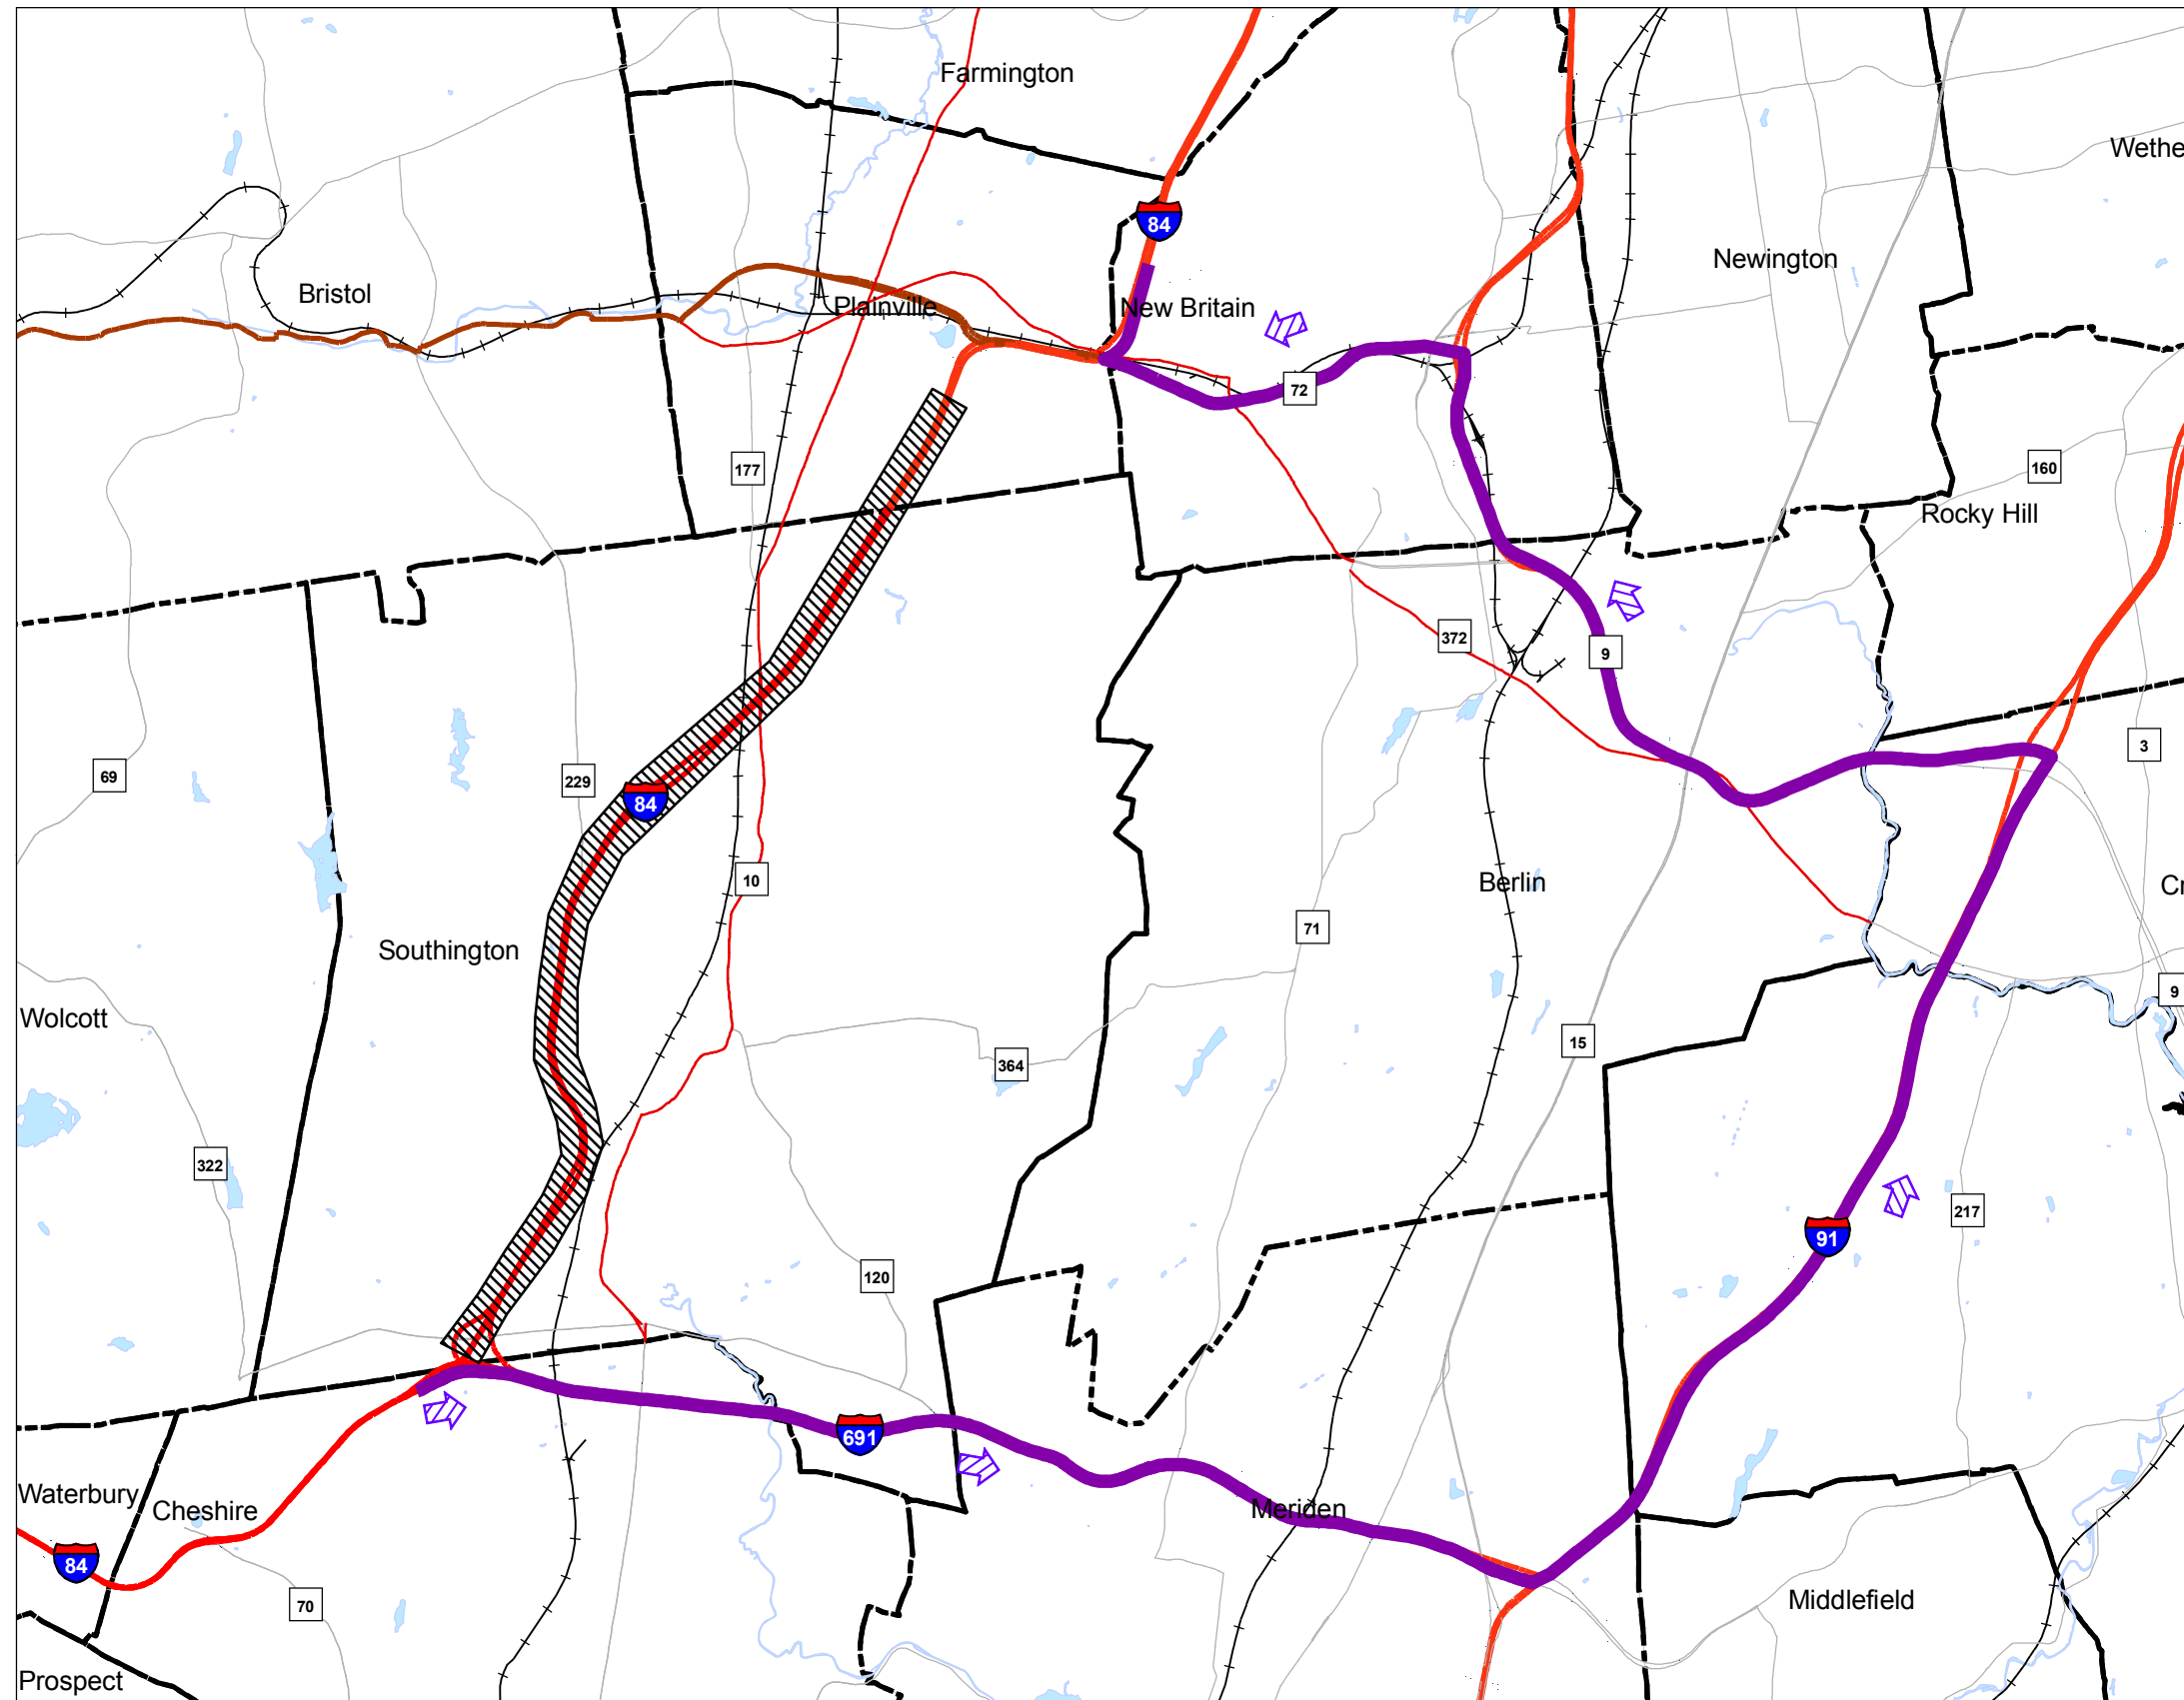 Farmington
Wethe
84
Newington
Bristol
Plainville
New Britain
72
177
160
Rocky Hill
372
9
3
69
229
84
10
Berlin
Cr
71
Southington
9
Wolcott
15
364
322
217
91
120
691
Waterbury
Cheshire
Meriden
84
70
Middlefield
Prospect